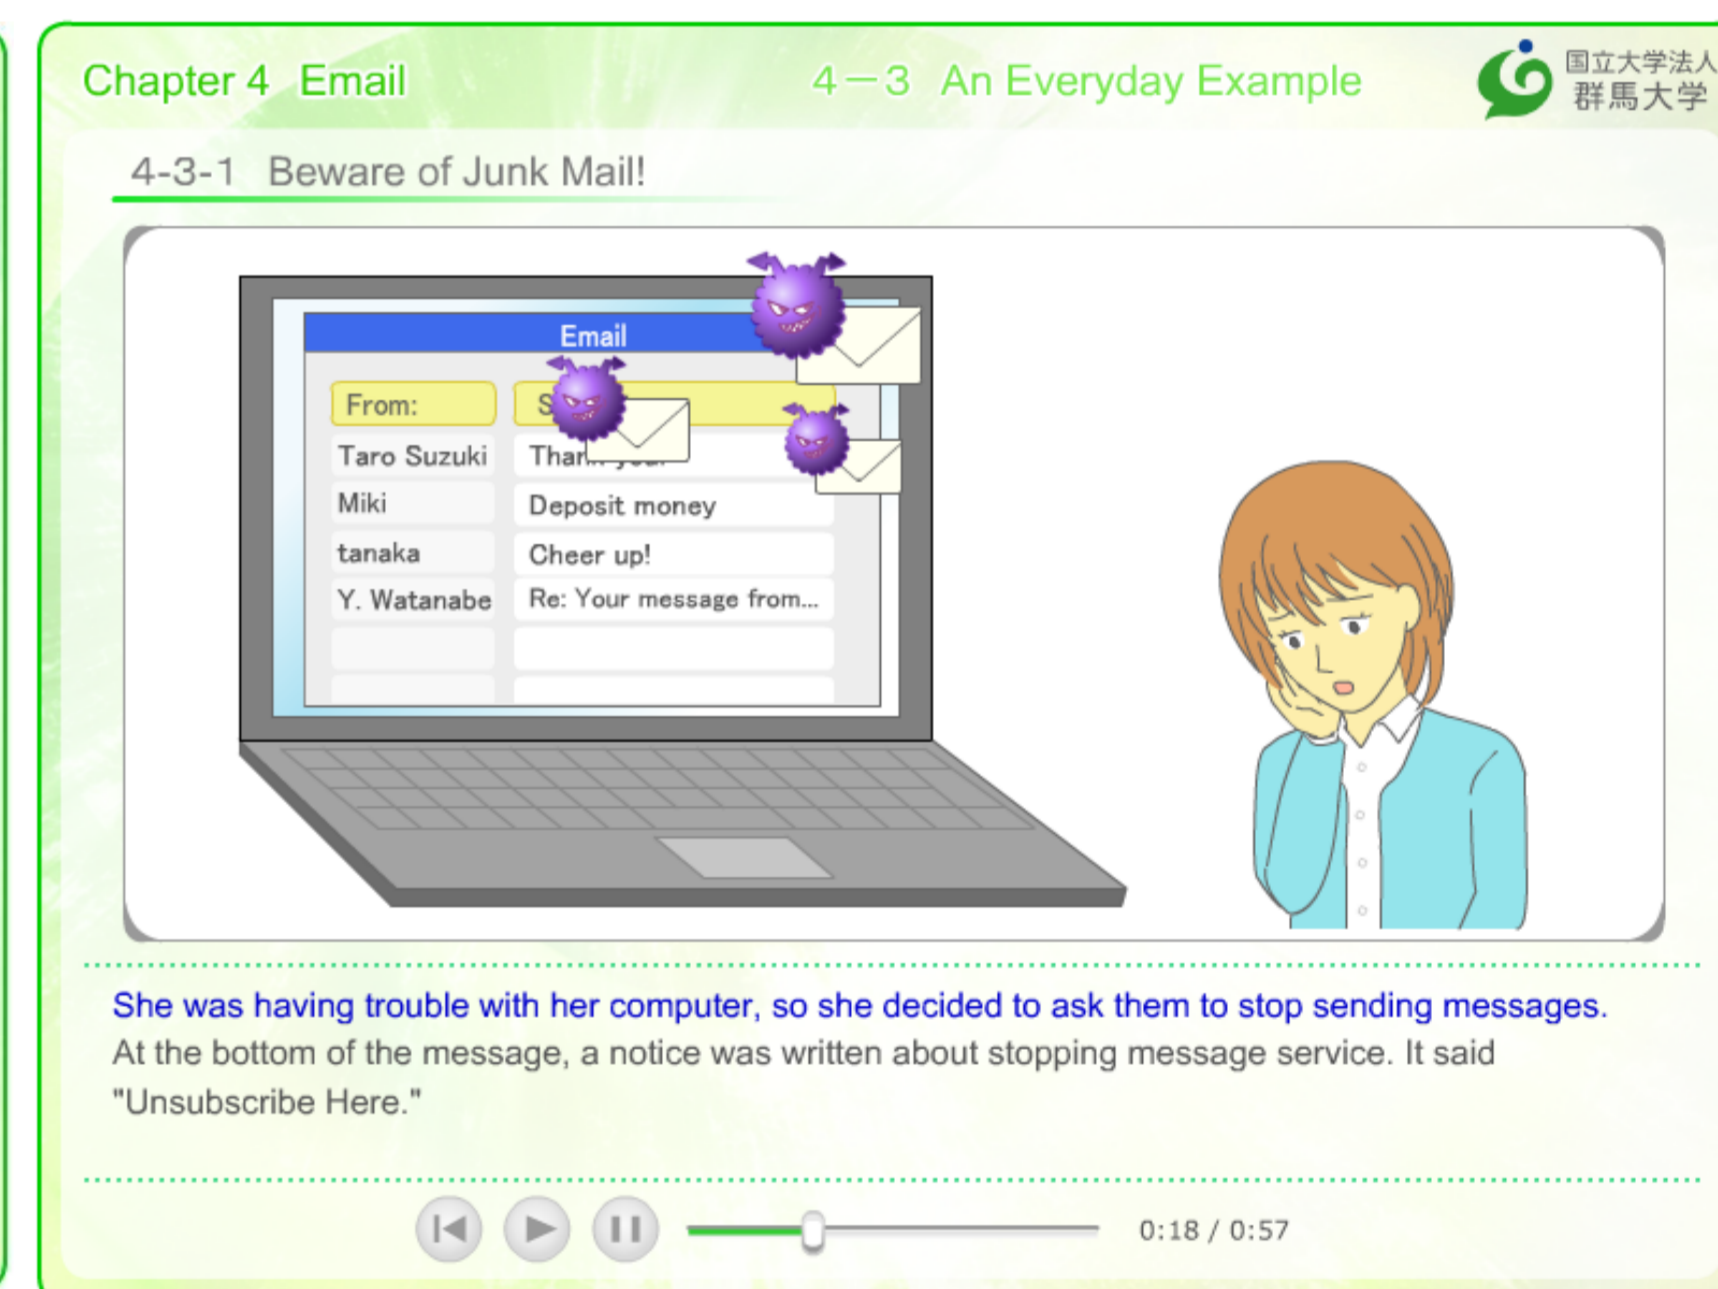 Chapter 4 Email
4－3 An Everyday Example
国立大学法人
群馬大学
4-3-1 Beware of Junk Mail!
Email
From:
Taro Suzuki
Miki Deposit money
tanaka Cheer up!
Y. Watanabe Re: Your message from...
She was having trouble with her computer, so she decided to ask them to stop sending messages.
At the bottom of the message, a notice was written about stopping message service. It said
"Unsubscribe Here."
0:18 / 0:57